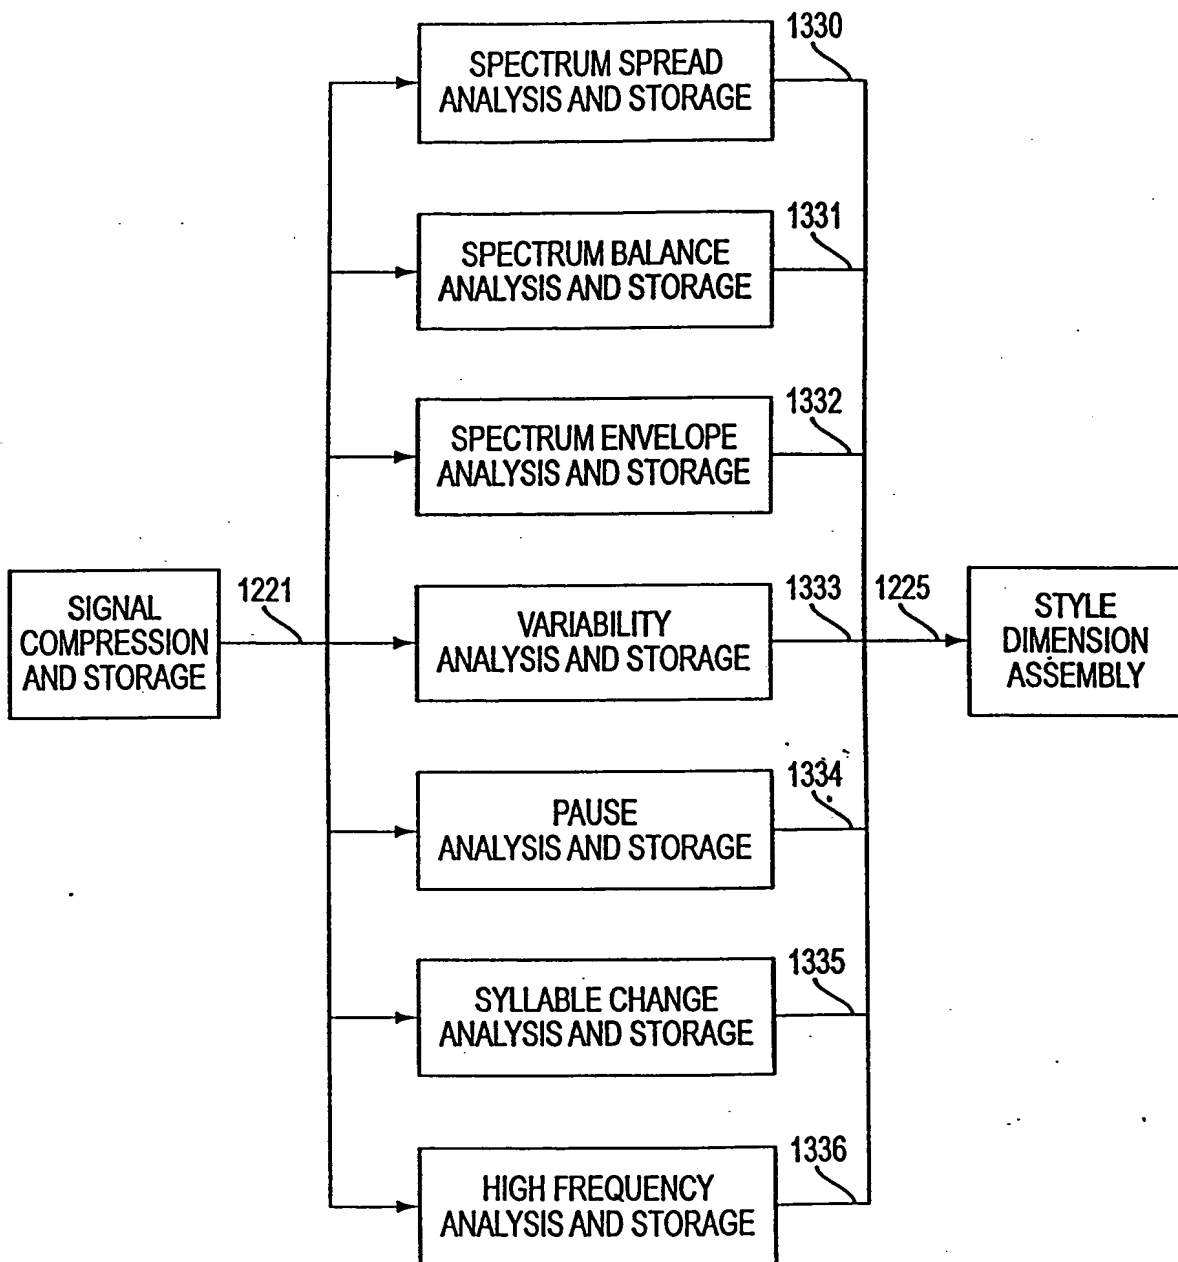 1330
SPECTRUM SPREAD
ANALYSIS AND STORAGE
1331
SPECTRUM BALANCE
ANALYSIS AND STORAGE
1332
SPECTRUM ENVELOPE
ANALYSIS AND STORAGE
SIGNAL
COMPRESSION
AND STORAGE
1221
VARIABILITY
ANALYSIS AND STORAGE
1333
1225
STYLE
DIMENSION
ASSEMBLY
1334
PAUSE
ANALYSIS AND STORAGE
1335
SYLLABLE CHANGE
ANALYSIS AND STORAGE
1336
HIGH FREQUENCY
ANALYSIS AND STORAGE